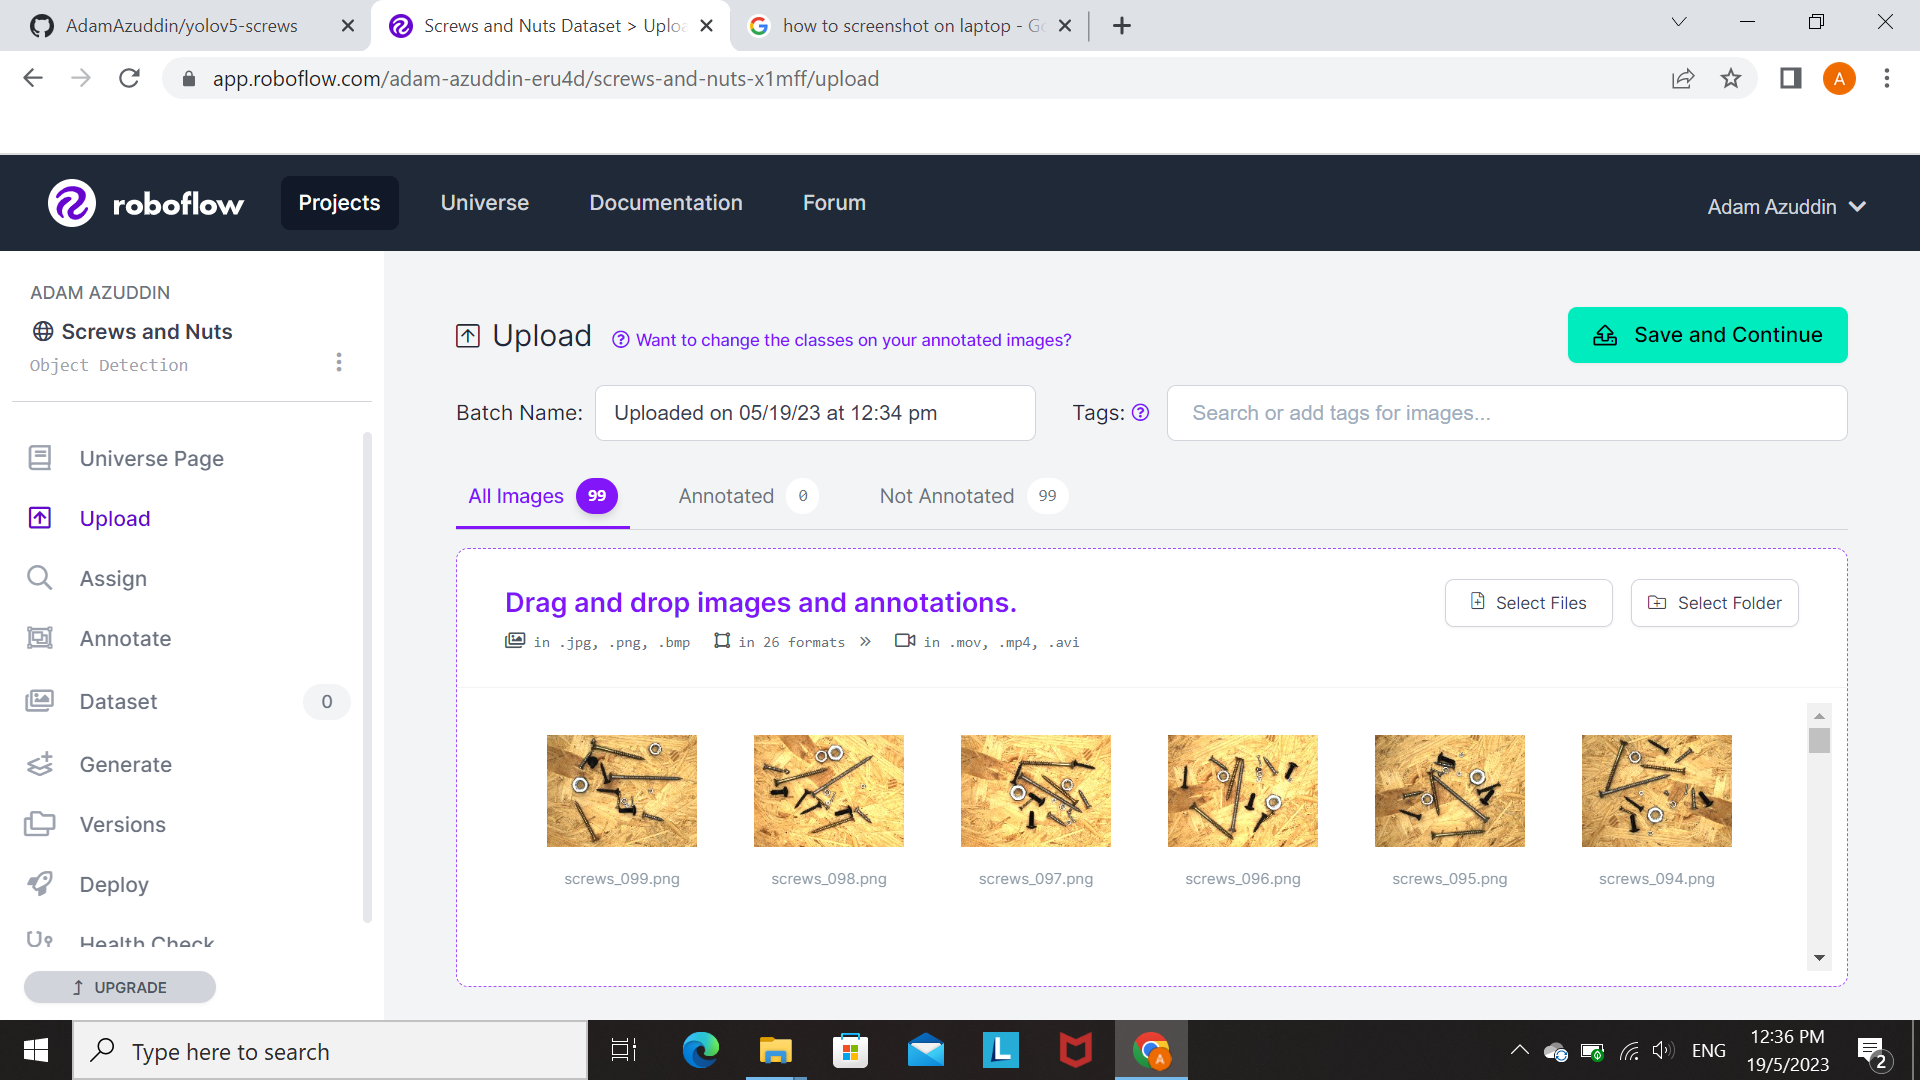 AdamAzuddin/yolov5-screws
Screws and Nuts Dataset > Uploa
how to screenshot on laptop - Go
app.roboflow.com/adam-azuddin-eru4d/screws-and-nuts-x1mff/upload
A
roboflow
Projects
Universe
Documentation
Forum
Adam Azuddin
ADAM AZUDDIN
Screws and Nuts
Object Detection
Universe Page
Upload
Assign
Annotate
Dataset 0
Generate
Versions
Deploy
Health Check
UPGRADE
Upload
Want to change the classes on your annotated images?
Save and Continue
Batch Name: Uploaded on 05/19/23 at 12:34 pm
Tags: Search or add tags for images...
All Images 99
Annotated 0
Not Annotated 99
Drag and drop images and annotations.
in .jpg, .png, .bmp in 26 formats » in .mov, .mp4, .avi
Select Files
Select Folder
screws_099.png
screws_098.png
screws_097.png
screws_096.png
screws_095.png
screws_094.png
Type here to search
L
A
ENG
12:36 PM
19/5/2023
2